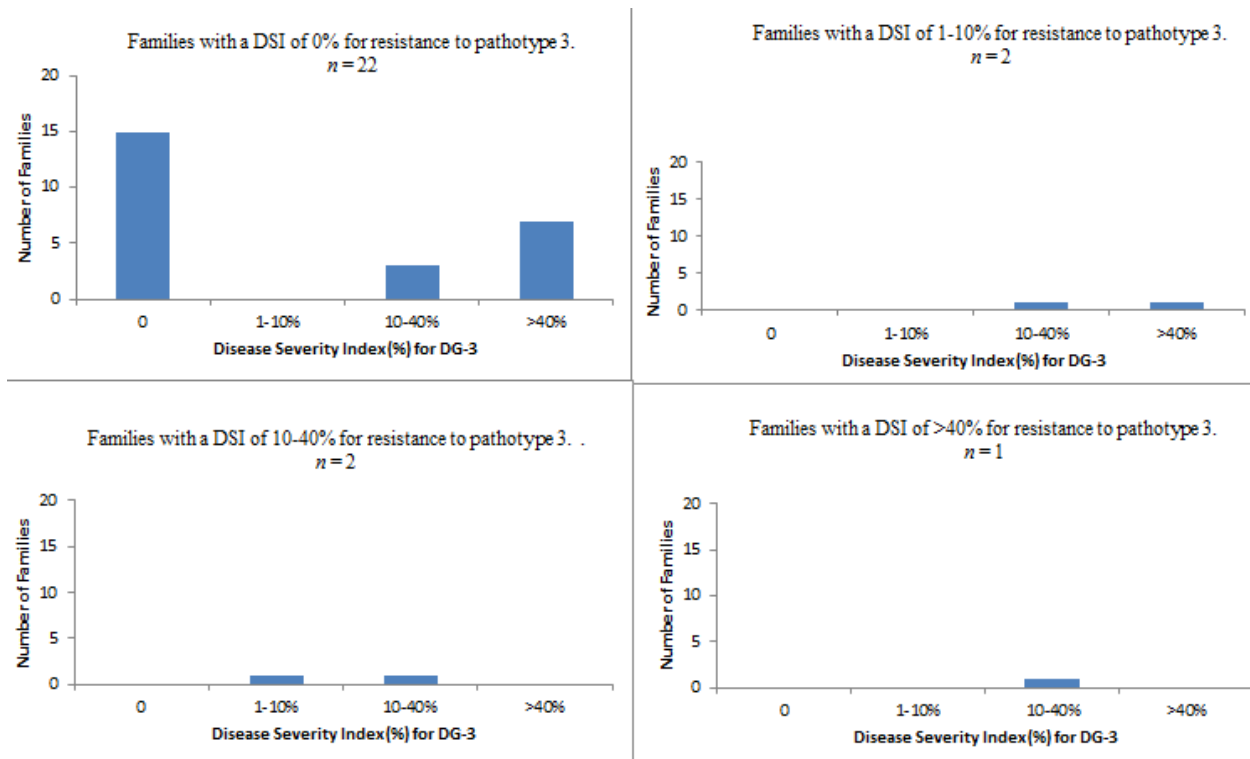 Families with a DSI of 0% for resistance to pathotype 3.
n = 22
Number of Families
20
15
10
5
0
0 1-10% 10-40% >40%
Disease Severity Index(%) for DG-3
Families with a DSI of 1-10% for resistance to pathotype 3.
n = 2
Number of Families
20
15
10
5
0
0 1-10% 10-40% >40%
Disease Severity Index(%) for DG-3
Families with a DSI of 10-40% for resistance to pathotype 3. .
n = 2
Number of Families
20
15
10
5
0
0 1-10% 10-40% >40%
Disease Severity Index(%) for DG-3
Families with a DSI of >40% for resistance to pathotype 3.
n = 1
Number of Families
20
15
10
5
0
0 1-10% 10-40% >40%
Disease Severity Index(%) for DG-3